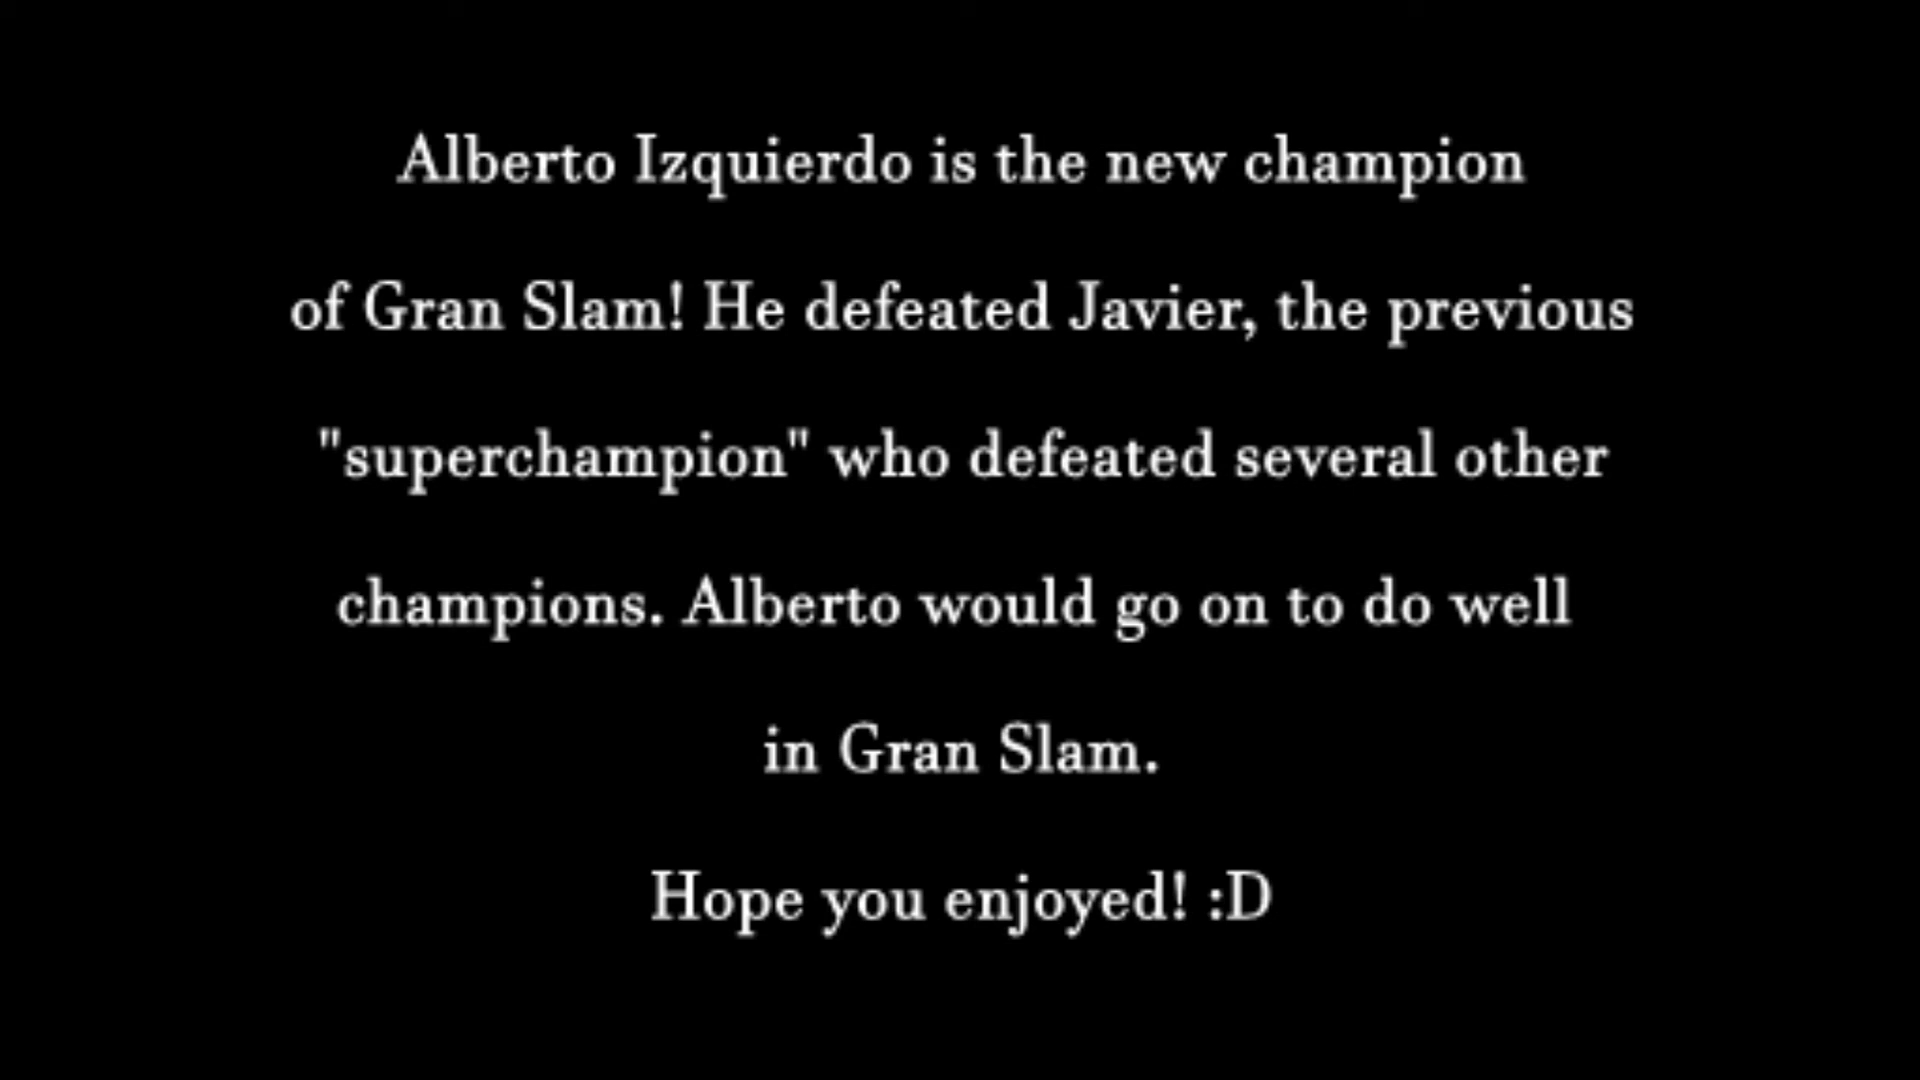 Alberto Izquierdo is the new champion
of Gran Slam! He defeated Javier, the previous
"superchampion" who defeated several other
champions. Alberto would go on to do well
in Gran Slam.
Hope you enjoyed! :D